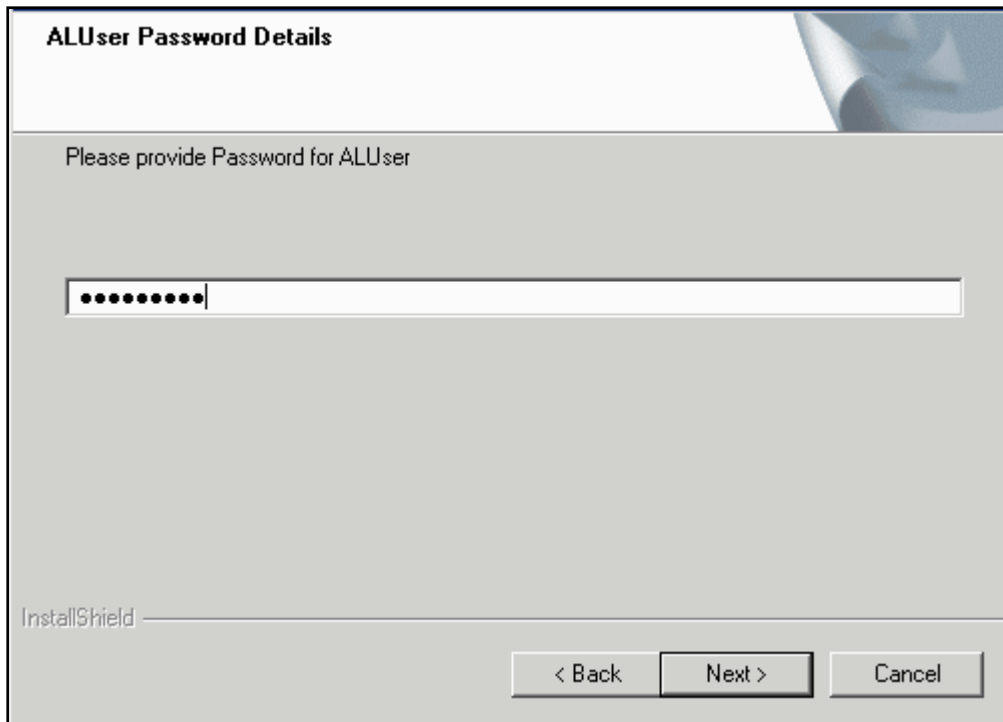 ALUser Password Details
Please provide Password for ALUser
●●●●●●●●●
InstallShield
< Back Next > Cancel